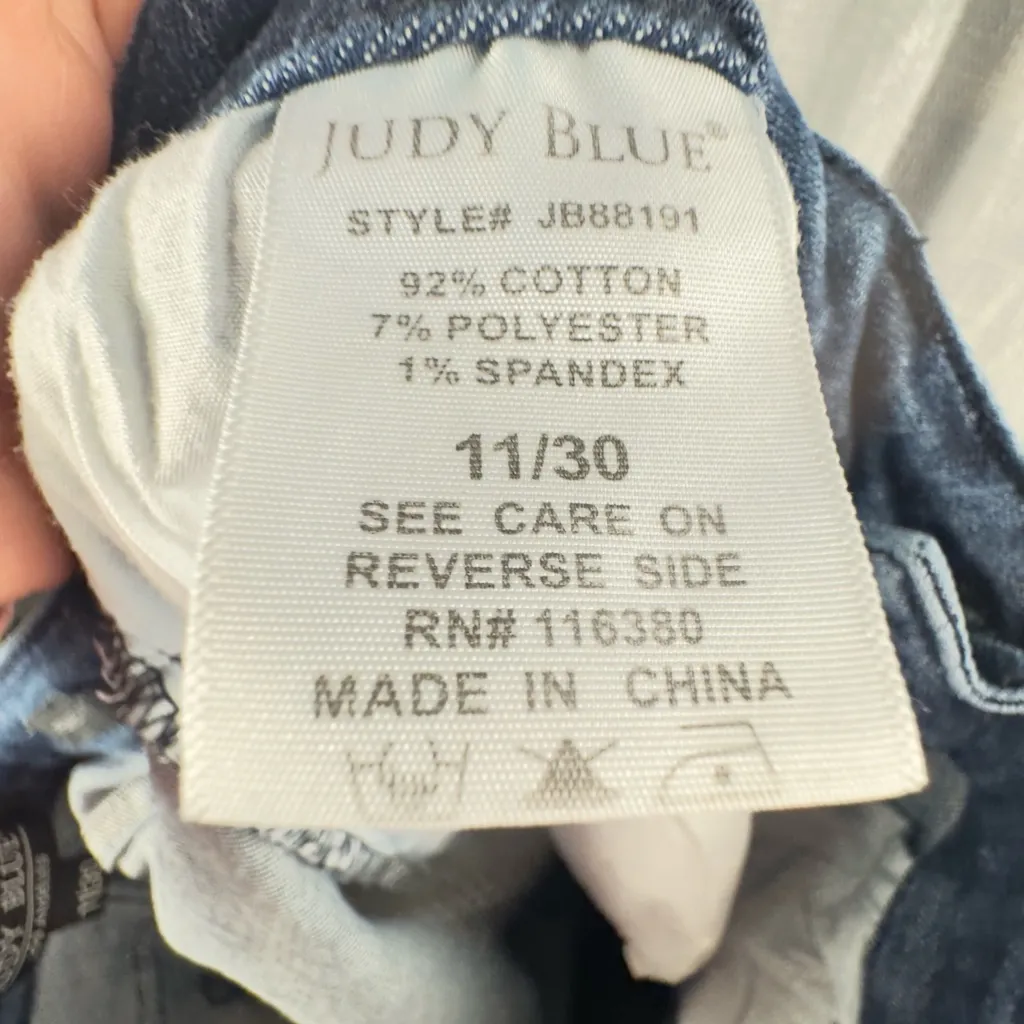 JUDY BLUE®
STYLE# JB88191
92% COTTON
7% POLYESTER
1% SPANDEX
11/30
SEE CARE ON
REVERSE SIDE
RN# 116380
MADE IN CHINA